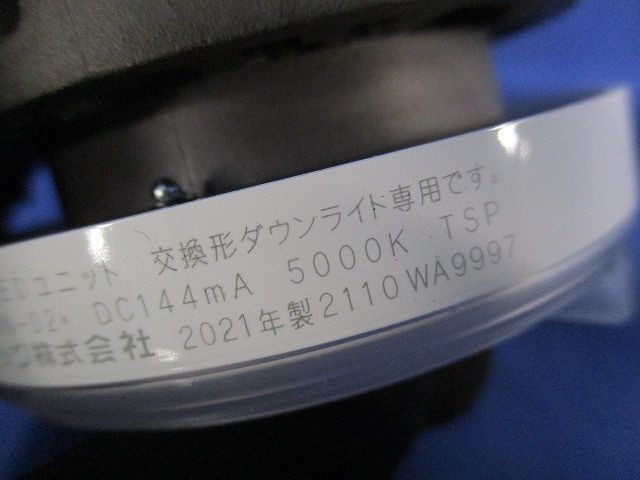 EDユニット 交換形ダウンライト専用です。
DC144mA 5000K TSP
株式会社 2021年製2110WA9997